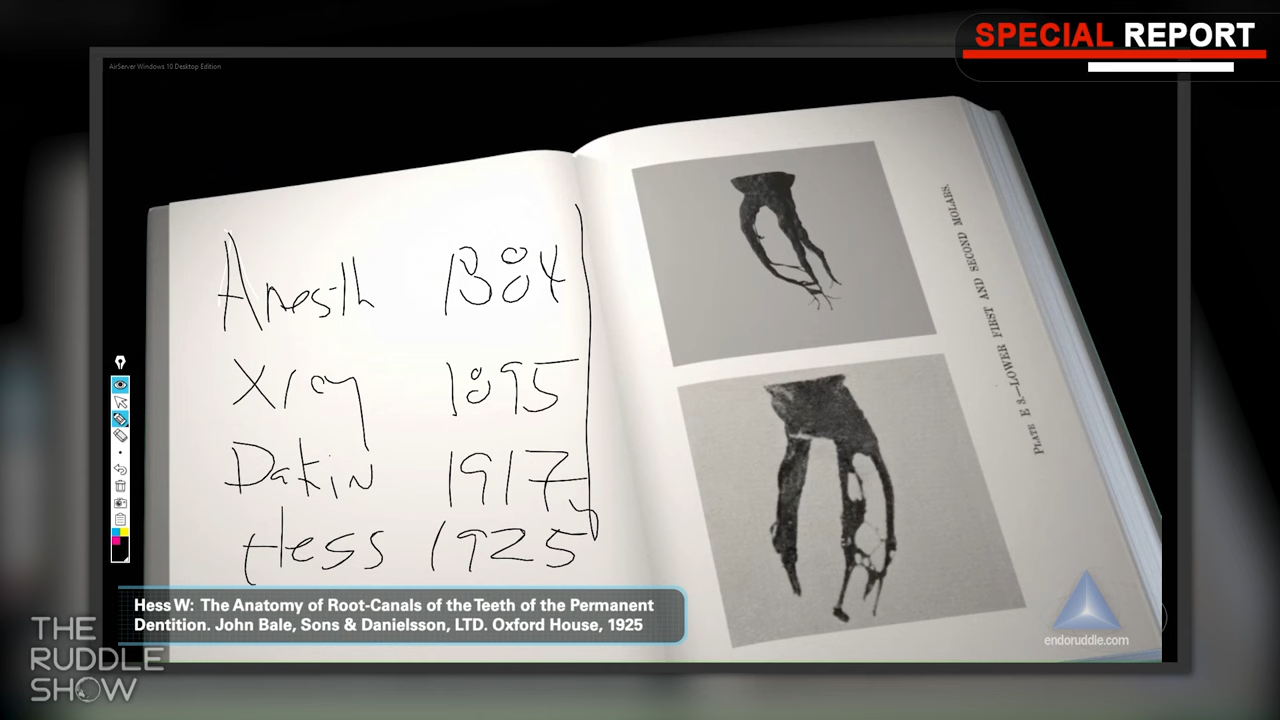 SPECIAL REPORT
AirServer Windows 10 Desktop Edition
Anesth 1884
Xray 1895
Dakin 1917
Hess 1925
PLATE E 8.—LOWER FIRST AND SECOND MOLARS.
Hess W: The Anatomy of Root-Canals of the Teeth of the Permanent
Dentition. John Bale, Sons & Danielsson, LTD. Oxford House, 1925
endoruddle.com
THE
RUDDLE
SHOW